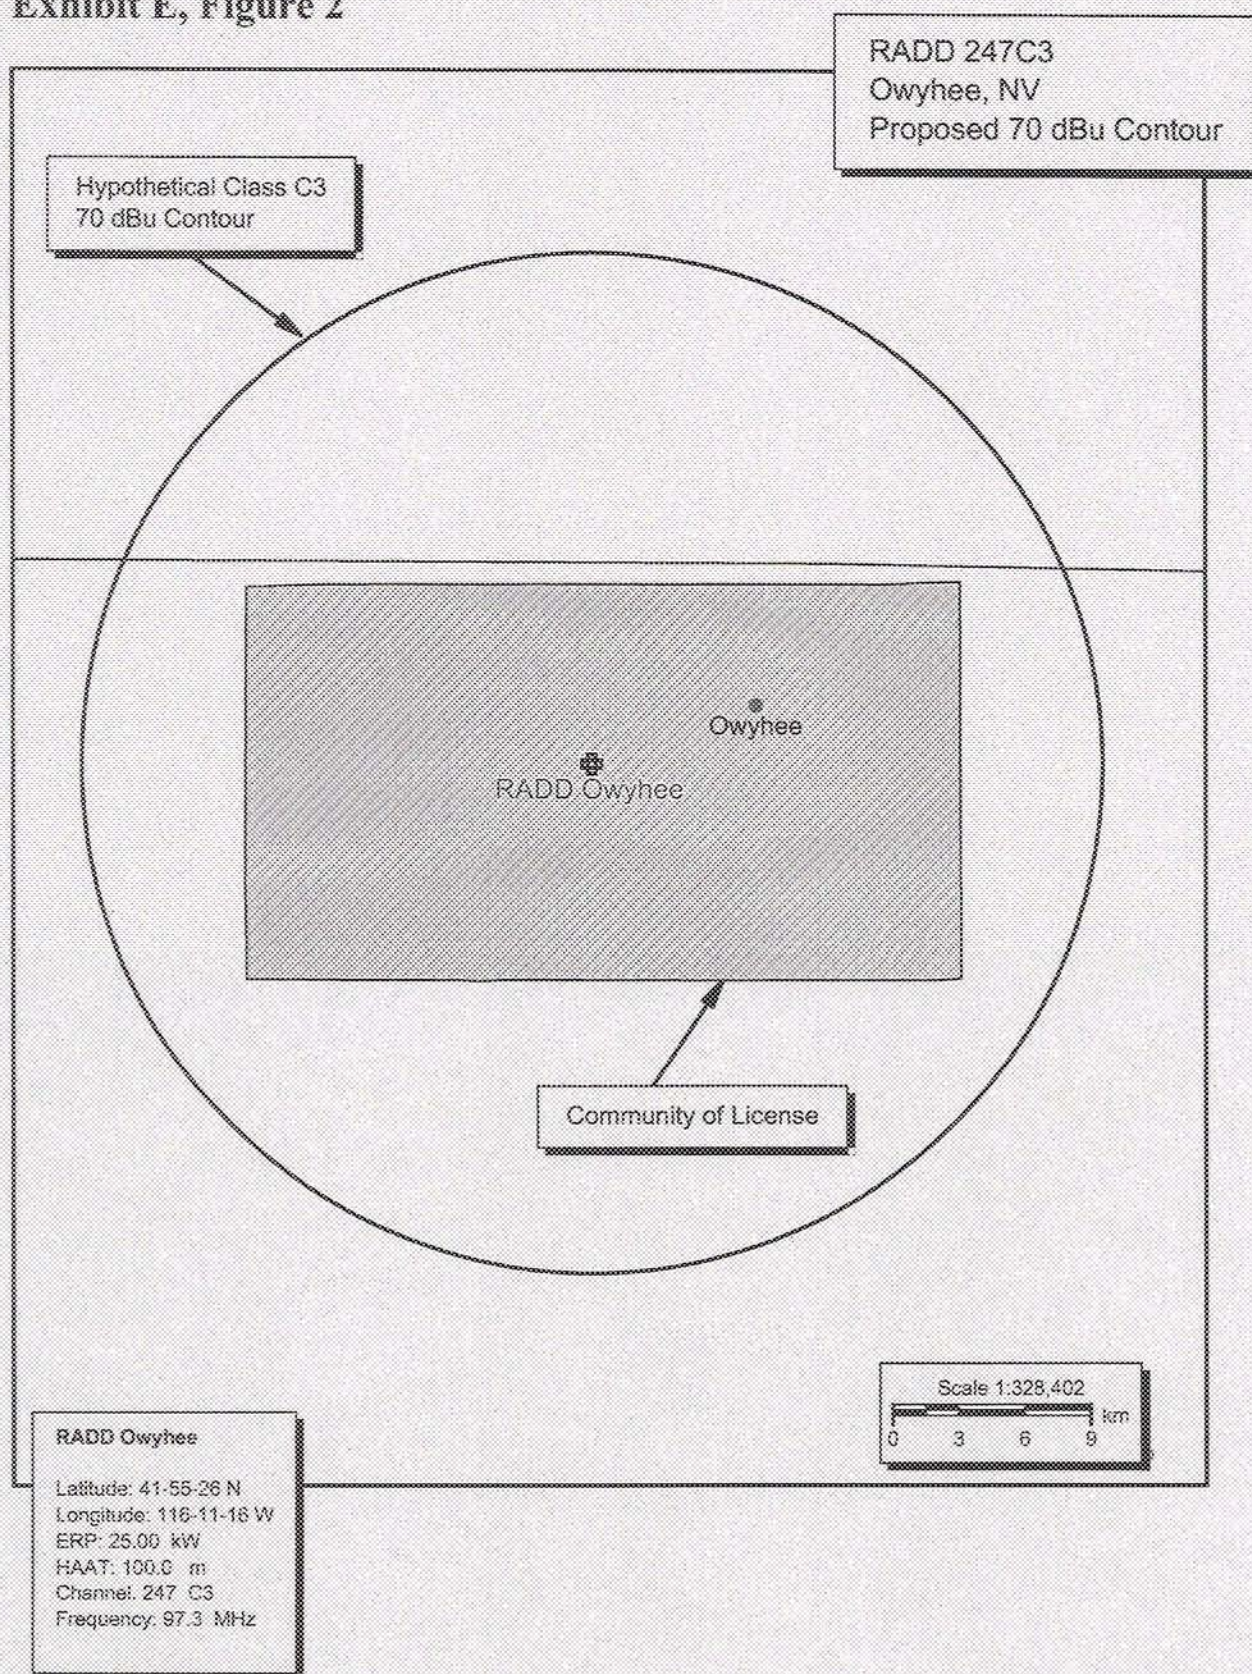 Exhibit E, Figure 2
RADD 247C3
Owyhee, NV
Proposed 70 dBu Contour
Hypothetical Class C3
70 dBu Contour
Owyhee
RADD Owyhee
Community of License
Scale 1:328,402
km
0 3 6 9
RADD Owyhee
Latitude: 41-55-26 N
Longitude: 116-11-16 W
ERP: 25.00 kW
HAAT: 100.0 m
Channel: 247 C3
Frequency: 97.3 MHz